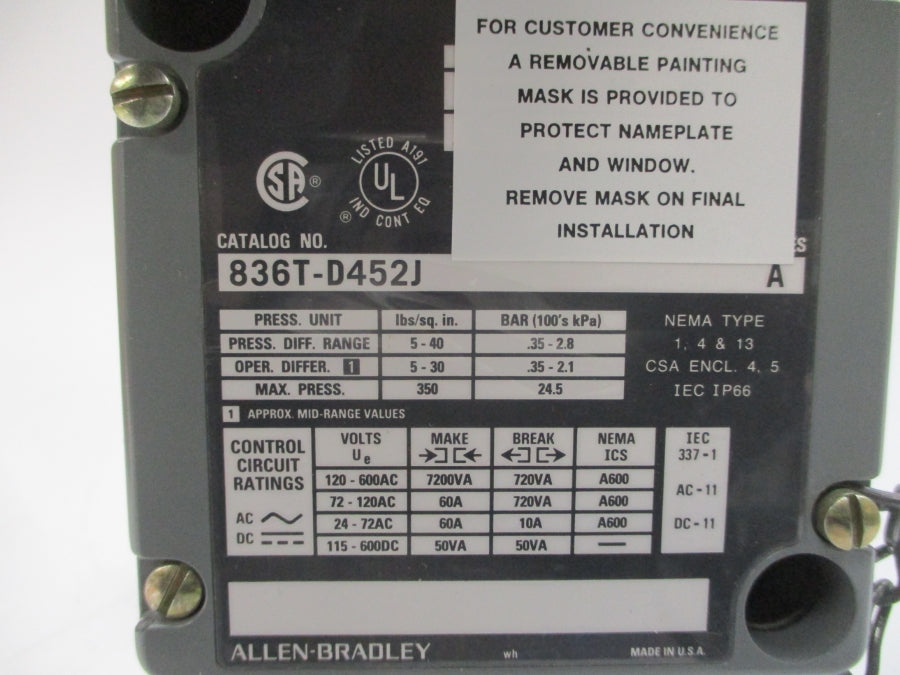 FOR CUSTOMER CONVENIENCE
A REMOVABLE PAINTING
MASK IS PROVIDED TO
PROTECT NAMEPLATE
AND WINDOW.
REMOVE MASK ON FINAL
INSTALLATION
SA ®
LISTED A191
UL
IND CONT EQ
®
CATALOG NO.
836T-D452J A
PRESS. UNIT lbs/sq. in. BAR (100's kPa)
PRESS. DIFF. RANGE 5 - 40 .35 - 2.8
OPER. DIFFER. 1 5 - 30 .35 - 2.1
MAX. PRESS. 350 24.5
NEMA TYPE
1, 4 & 13
CSA ENCL. 4, 5
IEC IP66
1 APPROX. MID-RANGE VALUES
CONTROL
CIRCUIT
RATINGS
AC
DC
VOLTS Ue MAKE BREAK NEMA ICS
120 - 600AC 7200VA 720VA A600
72 - 120AC 60A 720VA A600
24 - 72AC 60A 10A A600
115 - 600DC 50VA 50VA —
IEC
337-1
AC-11
DC-11
ALLEN-BRADLEY wh MADE IN U.S.A.